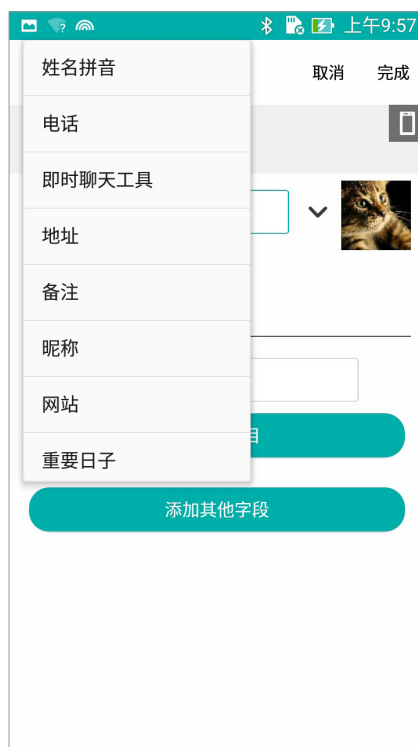 上午9:57
取消 完成
姓名拼音
电话
即时聊天工具
地址
备注
昵称
网站
重要日子
添加其他字段